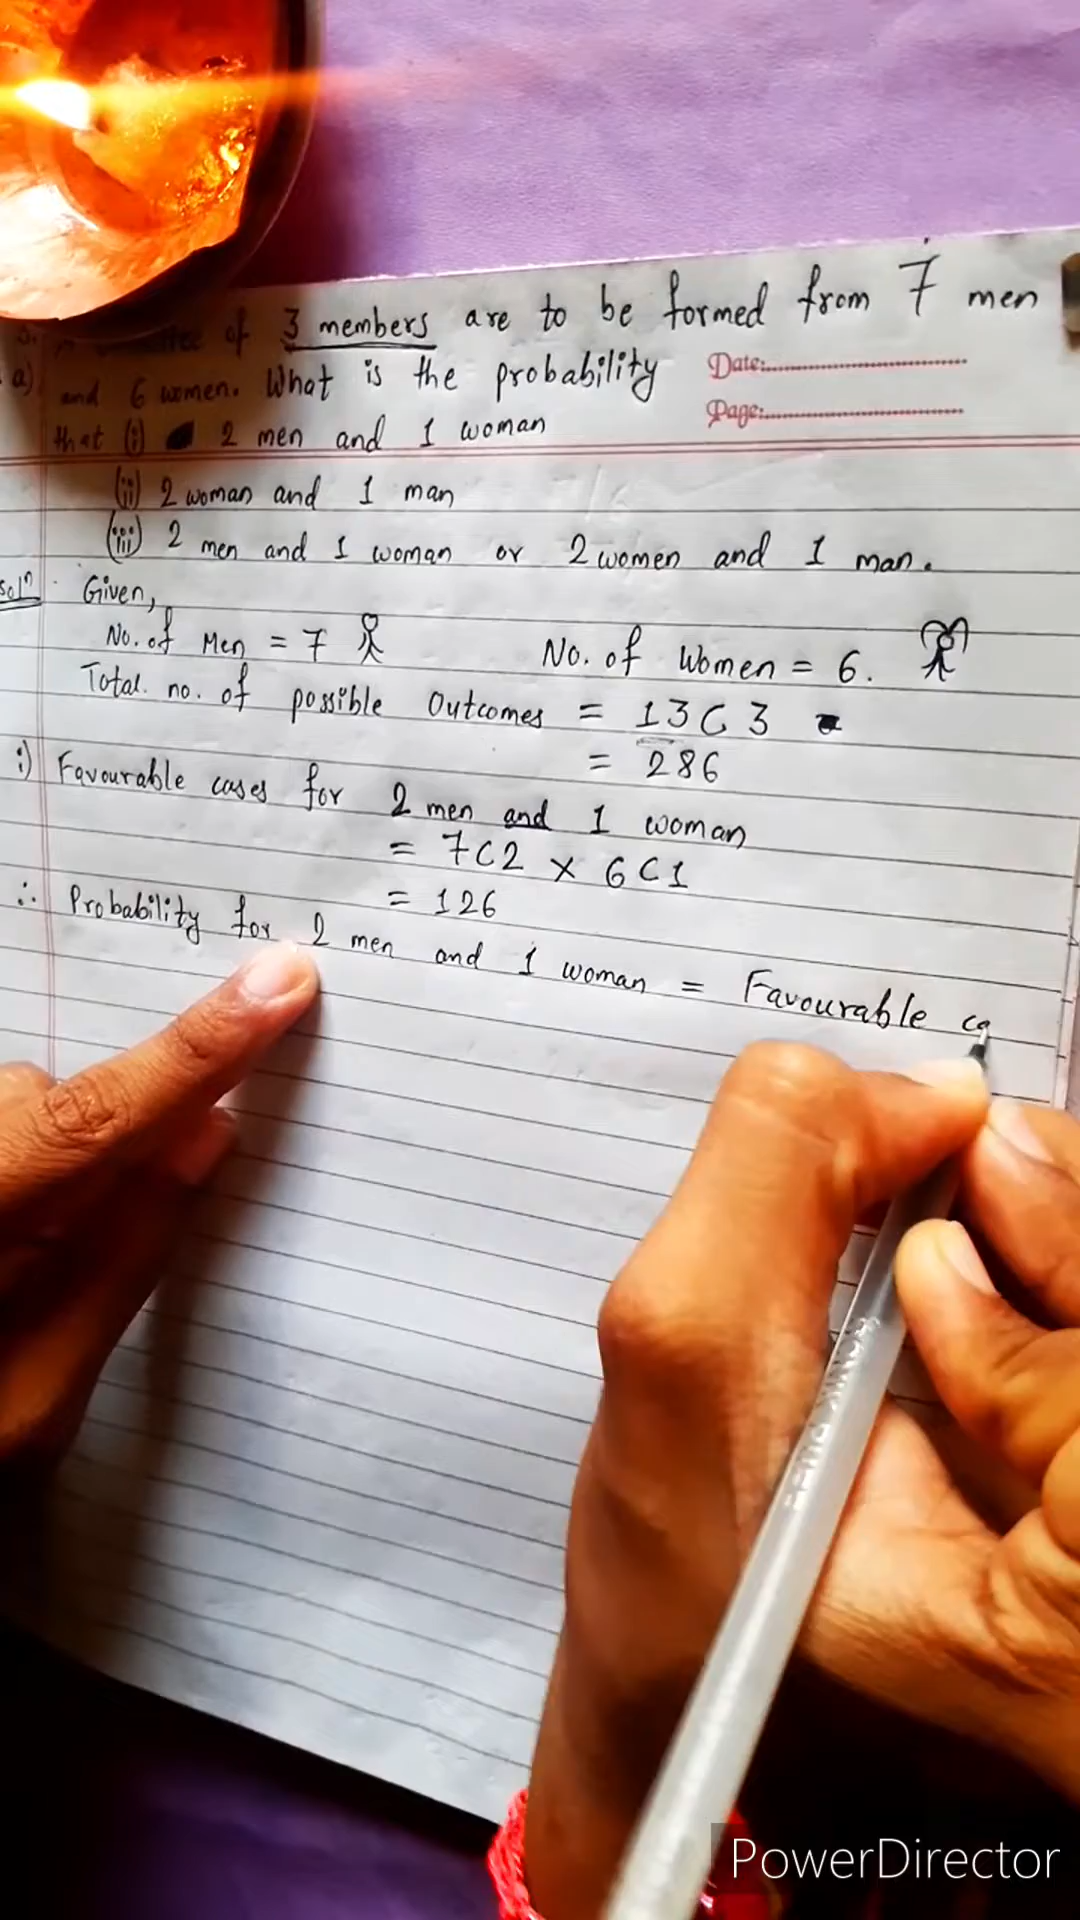 of 3 members are to be formed from 7 men
a) and 6 women. What is the probability
Date:
Page:
that (i) 2 men and 1 woman
(ii) 2 woman and 1 man
(iii) 2 men and 1 woman or 2 women and 1 man.
Solⁿ Given,
No. of Men = 7 No. of Women = 6.
Total no. of possible Outcomes = 13C3
= 286
i) Favourable cases for 2 men and 1 woman
= 7C2 × 6C1
= 126
∴ Probability for 2 men and 1 woman = Favourable ca
PowerDirector